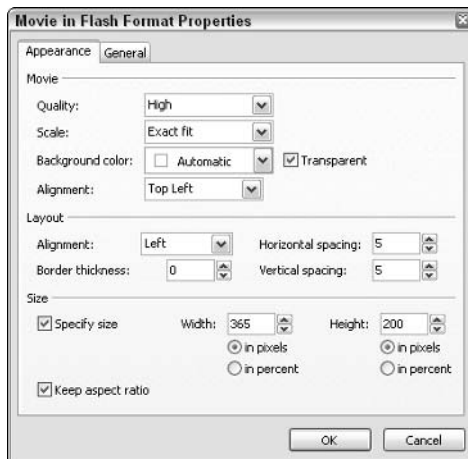 Movie in Flash Format Properties
Appearance General
Movie
Quality: High
Scale: Exact fit
Background color: Automatic Transparent
Alignment: Top Left
Layout
Alignment: Left Horizontal spacing: 5
Border thickness: 0 Vertical spacing: 5
Size
Specify size Width: 365 Height: 200
in pixels in pixels
in percent in percent
Keep aspect ratio
OK Cancel